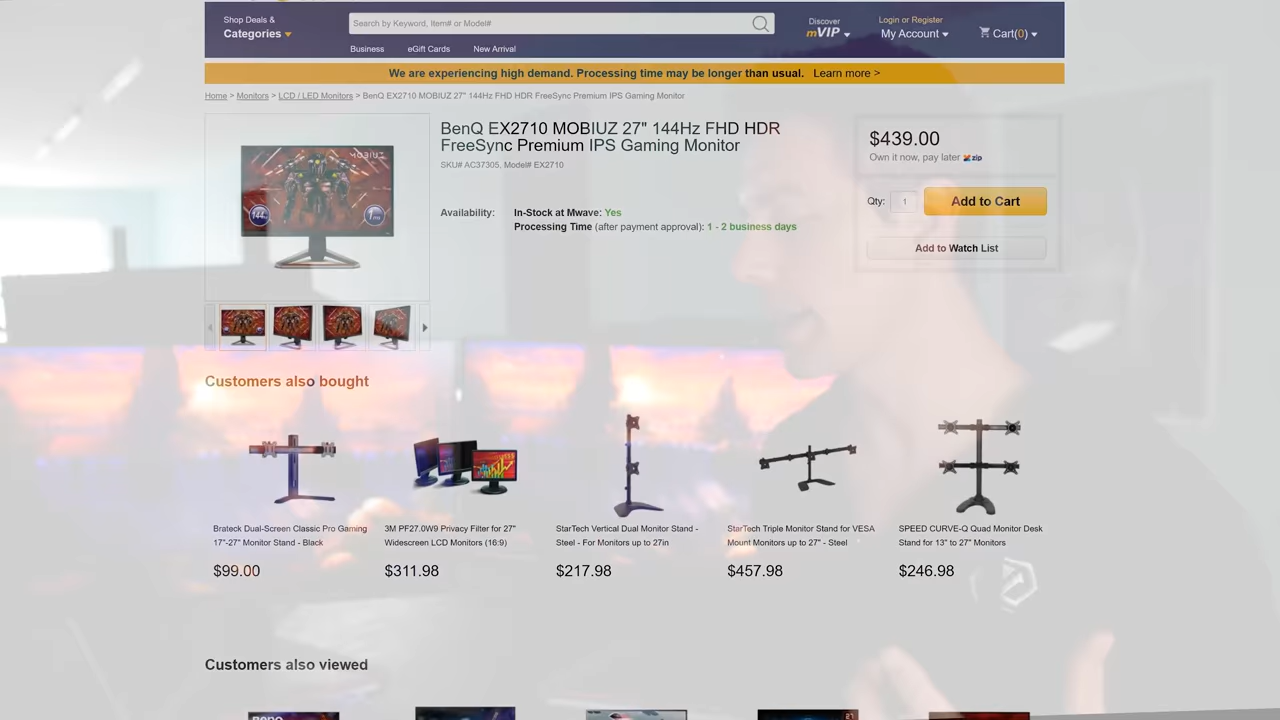 Shop Deals &
Categories
Search by Keyword, Item# or Model#
Discover
mVIP
Login or Register
My Account
Cart(0)
Business
eGift Cards
New Arrival
We are experiencing high demand. Processing time may be longer than usual. Learn more >
Home > Monitors > LCD / LED Monitors > BenQ EX2710 MOBIUZ 27" 144Hz FHD HDR FreeSync Premium IPS Gaming Monitor
MOBIUZ
144
1
BenQ EX2710 MOBIUZ 27" 144Hz FHD HDR
FreeSync Premium IPS Gaming Monitor
SKU# AC37305, Model# EX2710
Availability: In-Stock at Mwave: Yes
Processing Time (after payment approval): 1 - 2 business days
$439.00
Own it now, pay later zip
Qty: 1 Add to Cart
Add to Watch List
Customers also bought
Brateck Dual-Screen Classic Pro Gaming
17"-27" Monitor Stand - Black
$99.00
3M PF27.0W9 Privacy Filter for 27"
Widescreen LCD Monitors (16:9)
$311.98
StarTech Vertical Dual Monitor Stand -
Steel - For Monitors up to 27in
$217.98
StarTech Triple Monitor Stand for VESA
Mount Monitors up to 27" - Steel
$457.98
SPEED CURVE-Q Quad Monitor Desk
Stand for 13" to 27" Monitors
$246.98
Customers also viewed
BenQ